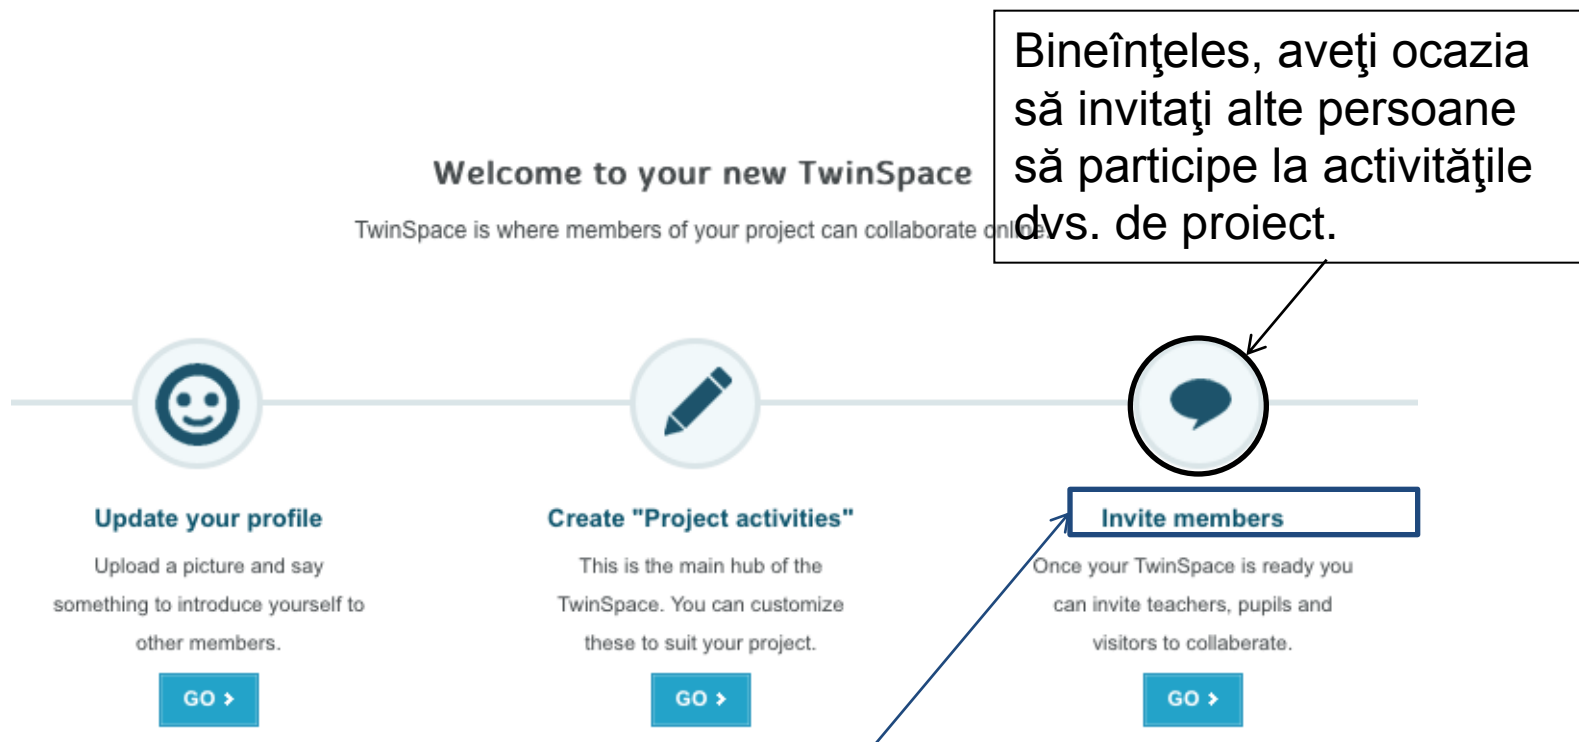 Bineînţeles, aveţi ocazia
să invitaţi alte persoane
să participe la activităţile
dvs. de proiect.
Welcome to your new TwinSpace
TwinSpace is where members of your project can collaborate online.
Update your profile
Upload a picture and say
something to introduce yourself to
other members.
GO >
Create "Project activities"
This is the main hub of the
TwinSpace. You can customize
these to suit your project.
GO >
Invite members
Once your TwinSpace is ready you
can invite teachers, pupils and
visitors to collaberate.
GO >